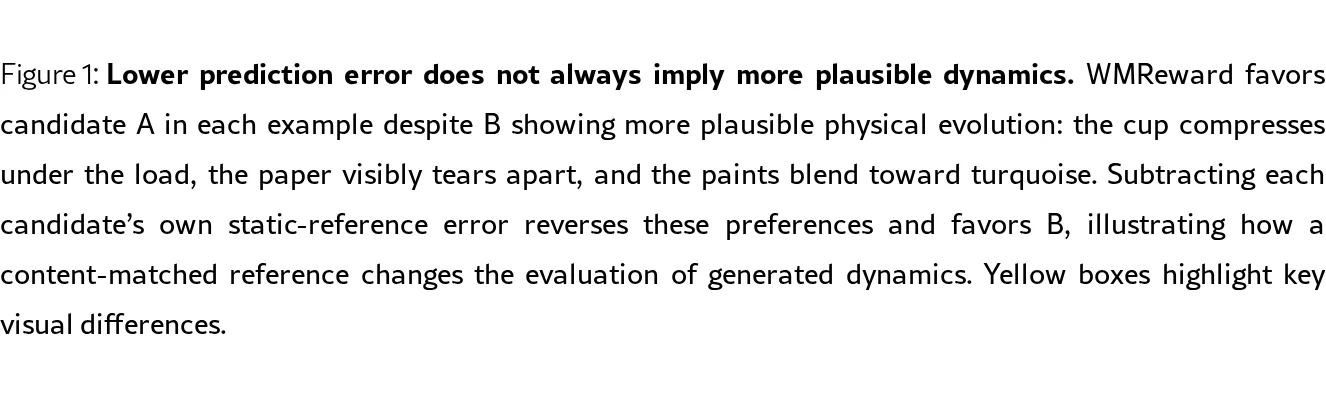 Figure 1: Lower prediction error does not always imply more plausible dynamics. WMReward favors
candidate A in each example despite B showing more plausible physical evolution: the cup compresses
under the load, the paper visibly tears apart, and the paints blend toward turquoise. Subtracting each
candidate’s own static-reference error reverses these preferences and favors B, illustrating how a
content-matched reference changes the evaluation of generated dynamics. Yellow boxes highlight key
visual differences.